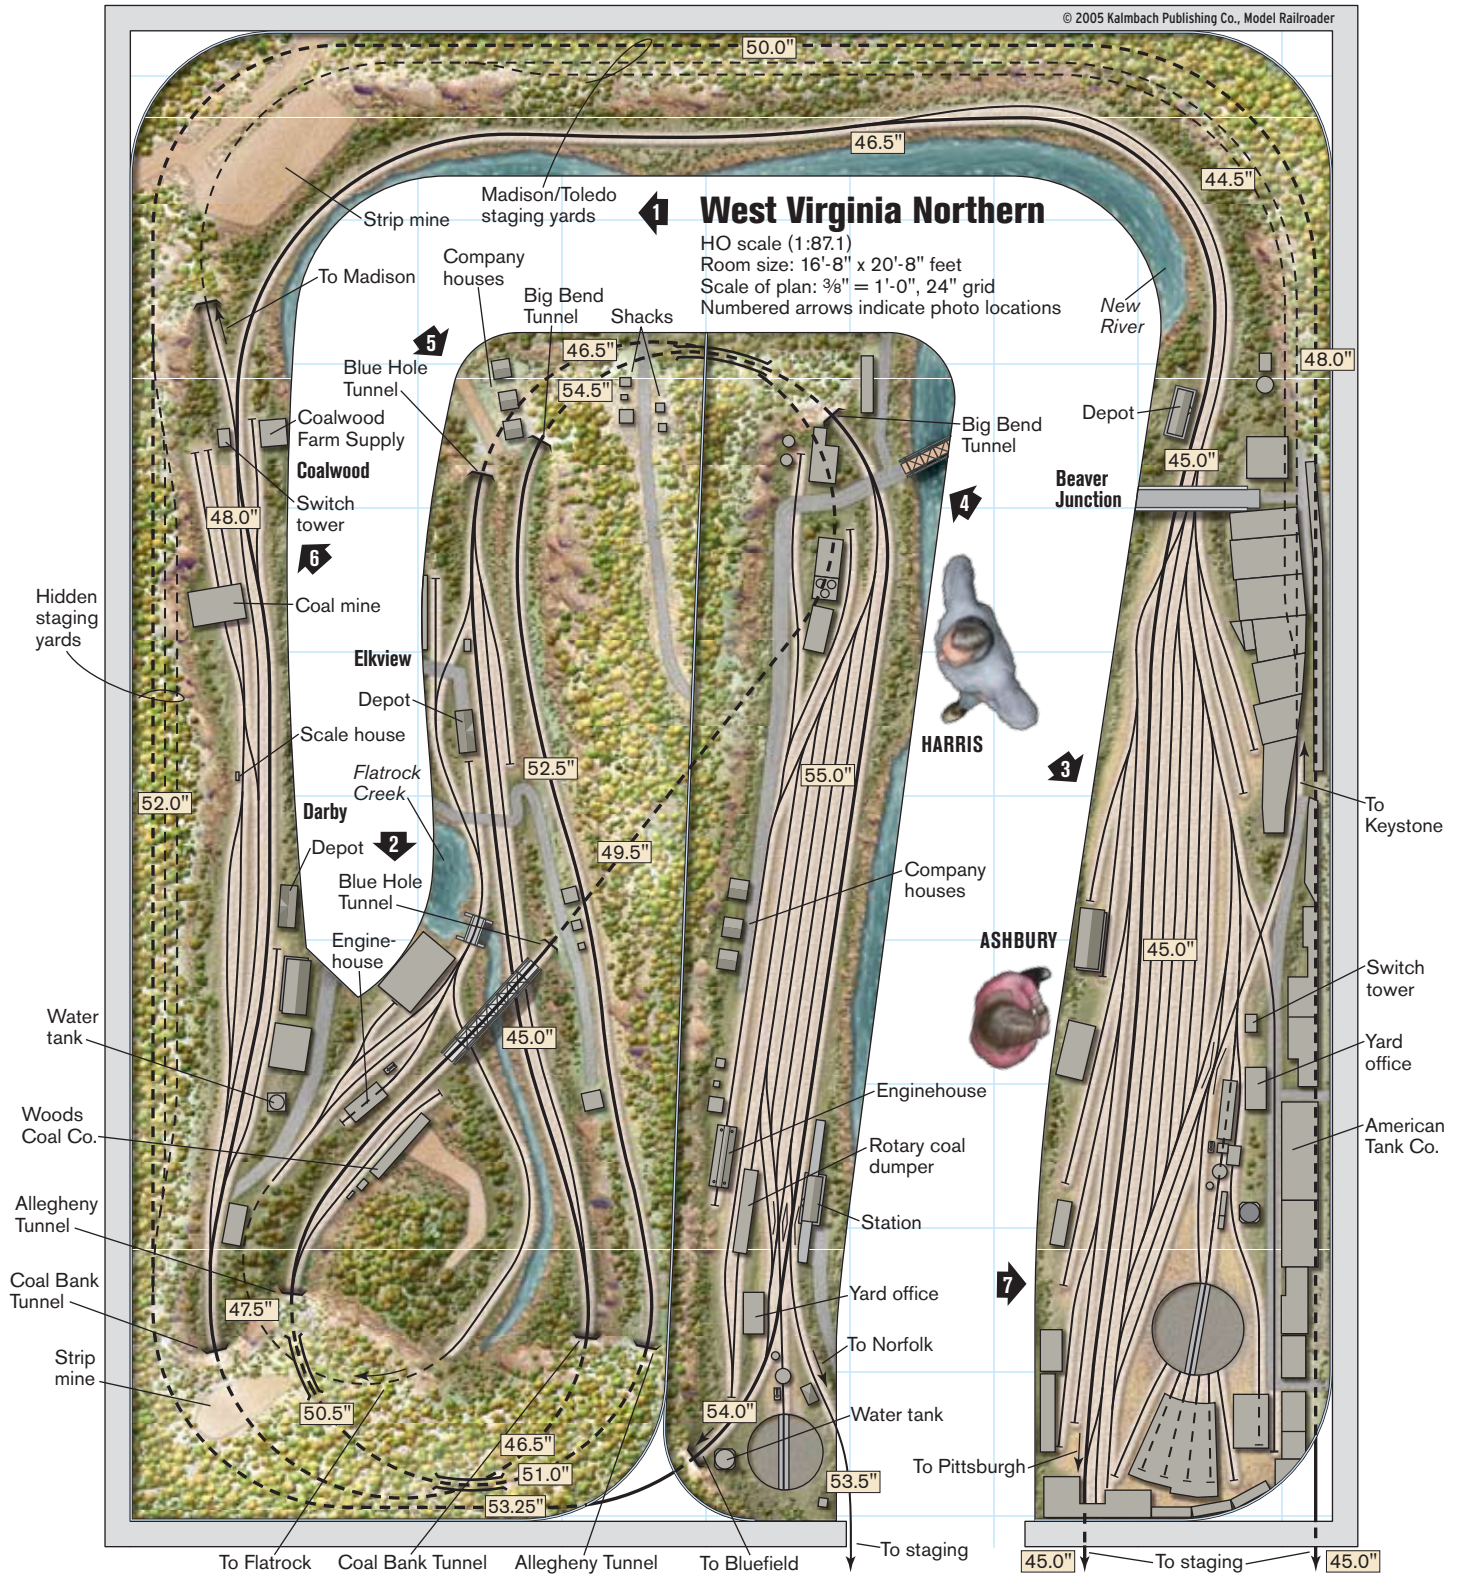 © 2005 Kalmbach Publishing Co., Model Railroader
50.0"
46.5"
44.5"
Madison/Toledo
staging yards
1
West Virginia Northern
HO scale (1:87.1)
Room size: 16'-8" x 20'-8" feet
Scale of plan: ⅜" = 1'-0", 24" grid
Numbered arrows indicate photo locations
Strip mine
To Madison
Company
houses
Big Bend
Tunnel
Shacks
New
River
5
46.5"
48.0"
Blue Hole
Tunnel
54.5"
Coalwood
Farm Supply
Coalwood
Depot
Big Bend
Tunnel
45.0"
Beaver
Junction
Switch
tower
48.0"
4
6
Hidden
staging
yards
Coal mine
Elkview
Depot
Scale house
HARRIS
Flatrock
Creek
52.5"
55.0"
3
52.0"
Darby
To
Keystone
2
Depot
49.5"
Blue Hole
Tunnel
Company
houses
Engine-
house
ASHBURY
45.0"
Switch
tower
Water
tank
45.0"
Yard
office
Woods
Coal Co.
Enginehouse
American
Tank Co.
Rotary coal
dumper
Allegheny
Tunnel
Station
Coal Bank
Tunnel
47.5"
7
Yard office
Strip
mine
To Norfolk
50.5"
54.0"
Water tank
46.5"
51.0"
To Pittsburgh
53.5"
53.25"
To Flatrock
Coal Bank Tunnel
Allegheny Tunnel
To Bluefield
To staging
45.0"
To staging
45.0"